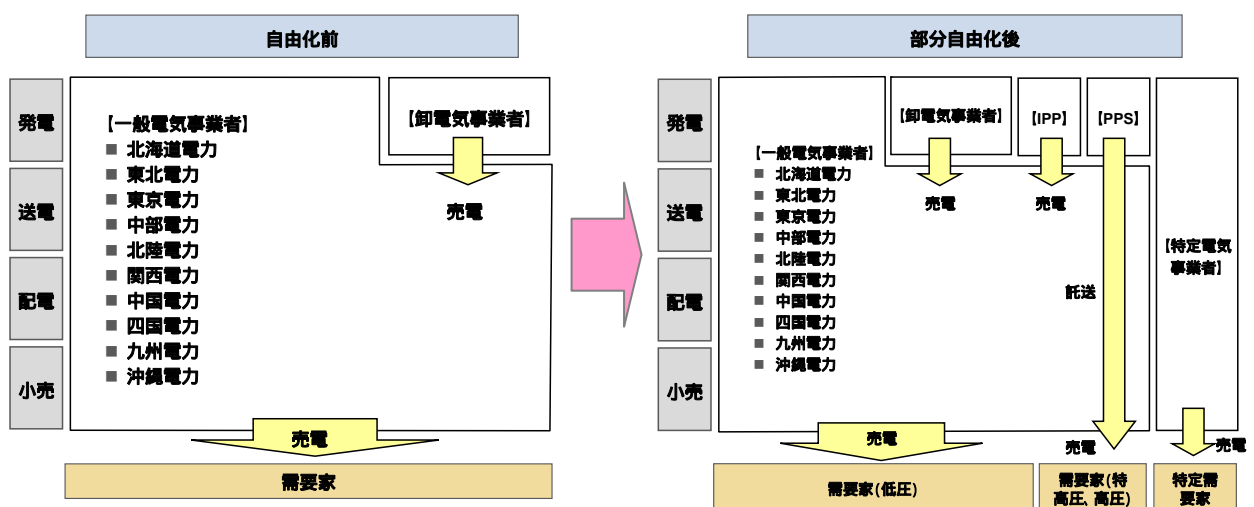 自由化前
発電
送電
配電
小売
【一般電気事業者】
■ 北海道電力
■ 東北電力
■ 東京電力
■ 中部電力
■ 北陸電力
■ 関西電力
■ 中国電力
■ 四国電力
■ 九州電力
■ 沖縄電力
【卸電気事業者】
売電
売電
需要家
部分自由化後
発電
送電
配電
小売
【一般電気事業者】
■ 北海道電力
■ 東北電力
■ 東京電力
■ 中部電力
■ 北陸電力
■ 関西電力
■ 中国電力
■ 四国電力
■ 九州電力
■ 沖縄電力
【卸電気事業者】
売電
【IPP】
売電
【PPS】
託送
売電
【特定電気
事業者】
売電
売電
需要家(低圧)
需要家(特
高圧、高圧)
特定需
要家